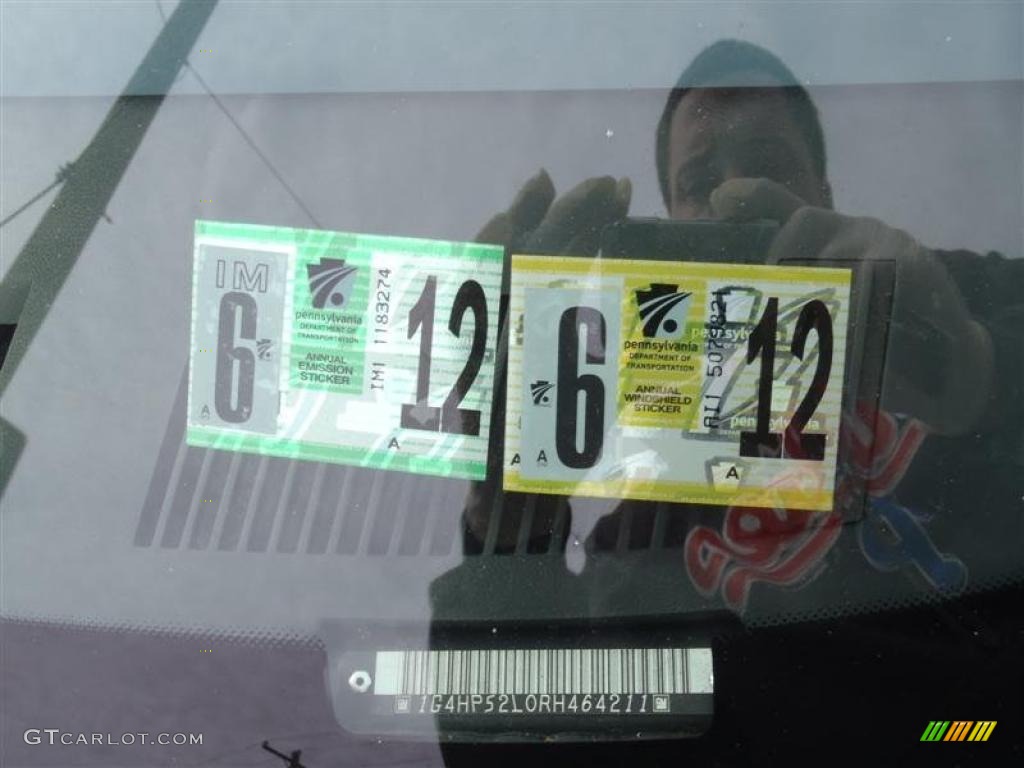 IM
6
pennsylvania
DEPARTMENT OF
TRANSPORTATION
ANNUAL
EMISSION
STICKER
IM1 1183274
12
A
A
6
pennsylvania
DEPARTMENT OF
TRANSPORTATION
ANNUAL
WINDSHIELD
STICKER
12
A
A
A
1G4HP52L0RH464211
GTCARLOT.COM